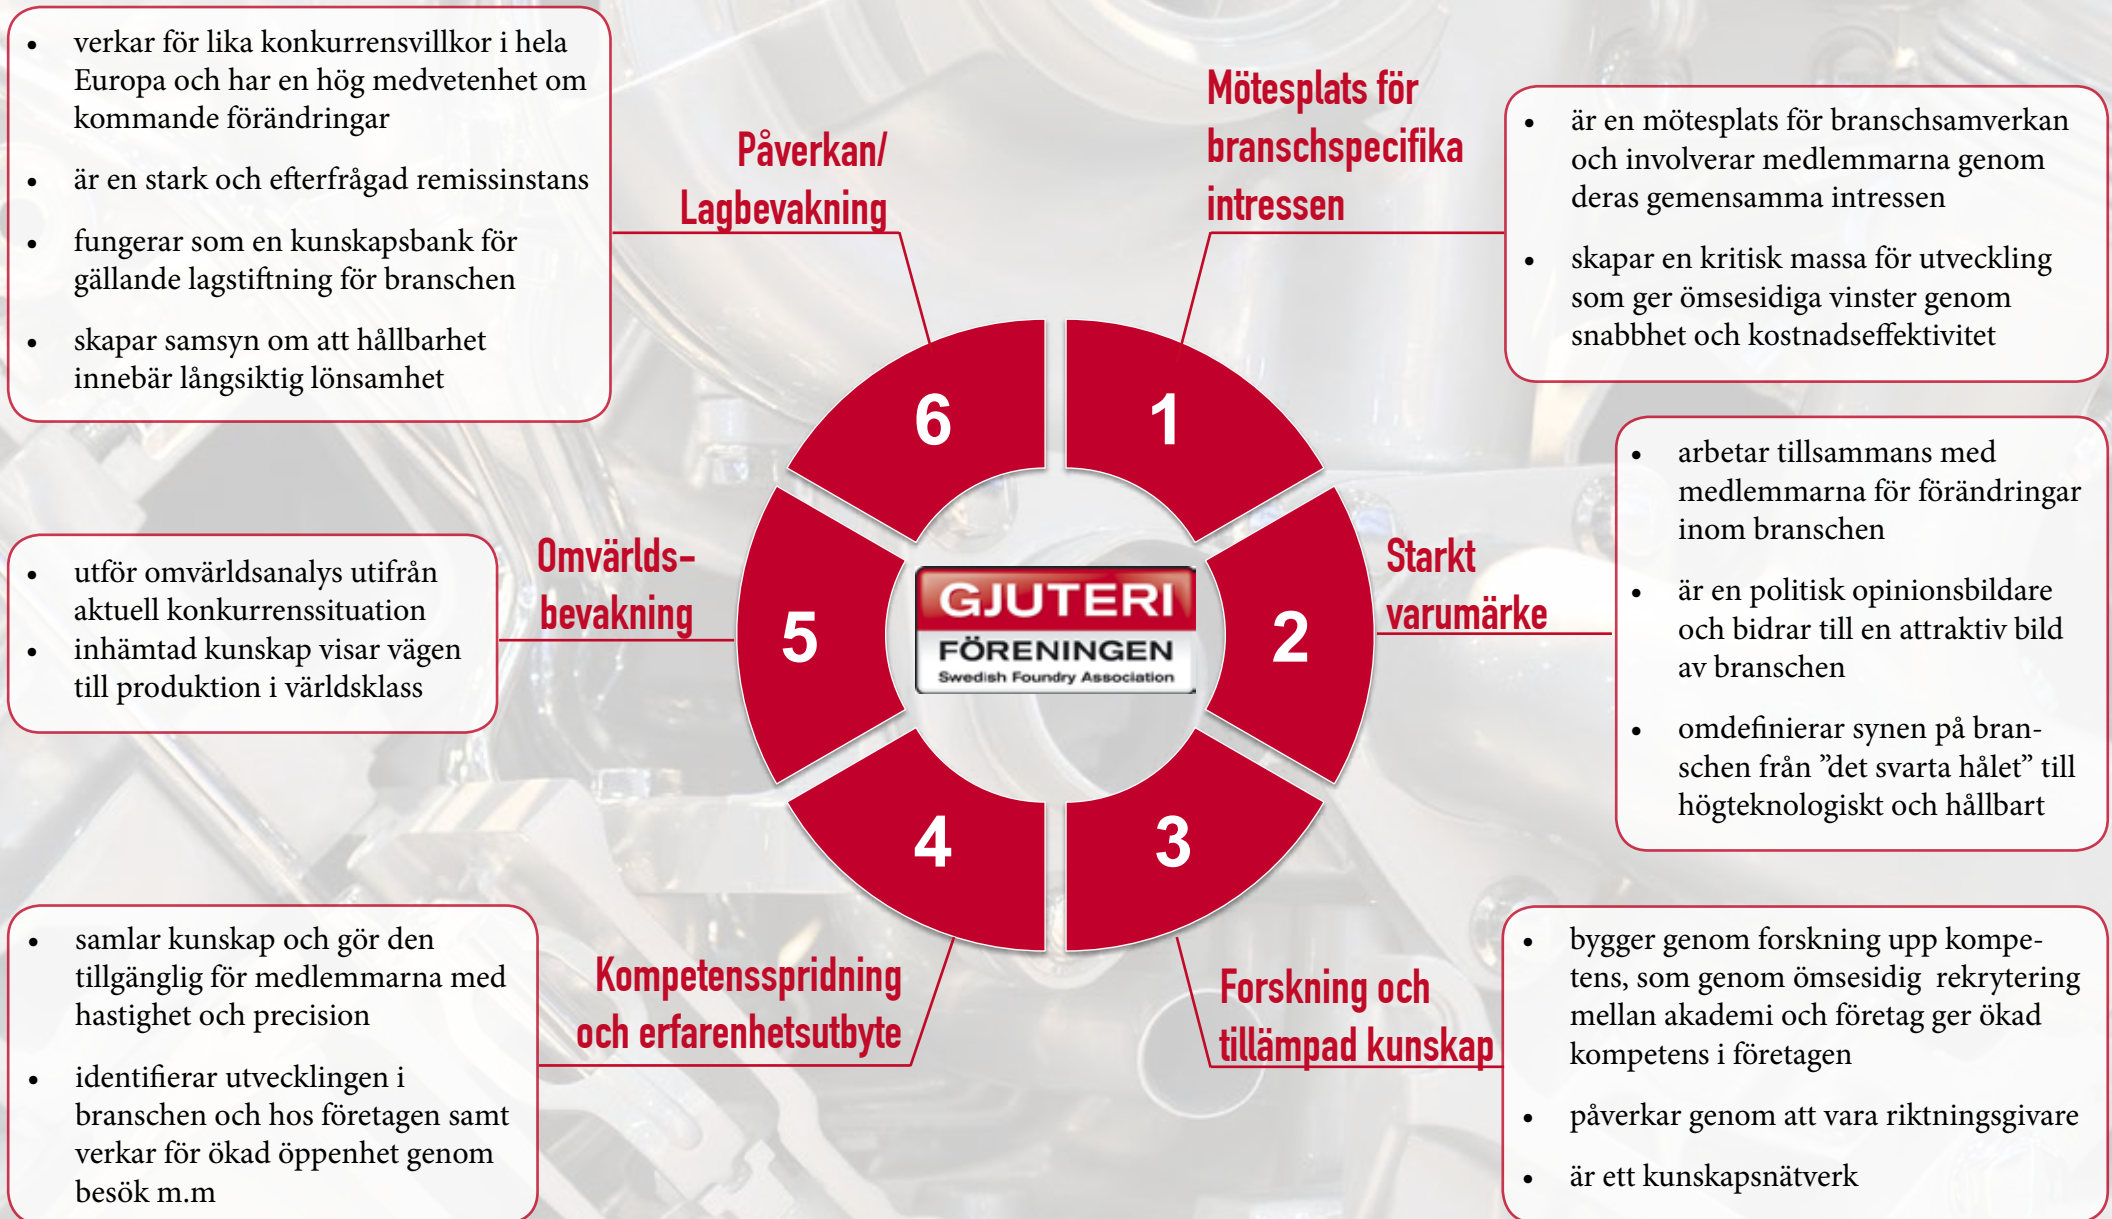 • verkar för lika konkurrensvillkor i hela
Europa och har en hög medvetenhet om
kommande förändringar
• är en stark och efterfrågad remissinstans
• fungerar som en kunskapsbank för
gällande lagstiftning för branschen
• skapar samsyn om att hållbarhet
innebär långsiktig lönsamhet
Påverkan/
Lagbevakning
6
Mötesplats för
branschspecifika
intressen
1
• är en mötesplats för branschsamverkan
och involverar medlemmarna genom
deras gemensamma intressen
• skapar en kritisk massa för utveckling
som ger ömsesidiga vinster genom
snabbhet och kostnadseffektivitet
• utför omvärldsanalys utifrån
aktuell konkurrenssituation
• inhämtad kunskap visar vägen
till produktion i världsklass
Omvärlds-
bevakning
5
GJUTERI
FÖRENINGEN
Swedish Foundry Association
2
Starkt
varumärke
• arbetar tillsammans med
medlemmarna för förändringar
inom branschen
• är en politisk opinionsbildare
och bidrar till en attraktiv bild
av branschen
• omdefinierar synen på bran-
schen från ”det svarta hålet” till
högteknologiskt och hållbart
• samlar kunskap och gör den
tillgänglig för medlemmarna med
hastighet och precision
• identifierar utvecklingen i
branschen och hos företagen samt
verkar för ökad öppenhet genom
besök m.m
Kompetensspridning
och erfarenhetsutbyte
4
3
Forskning och
tillämpad kunskap
• bygger genom forskning upp kompe-
tens, som genom ömsesidig rekrytering
mellan akademi och företag ger ökad
kompetens i företagen
• påverkar genom att vara riktningsgivare
• är ett kunskapsnätverk